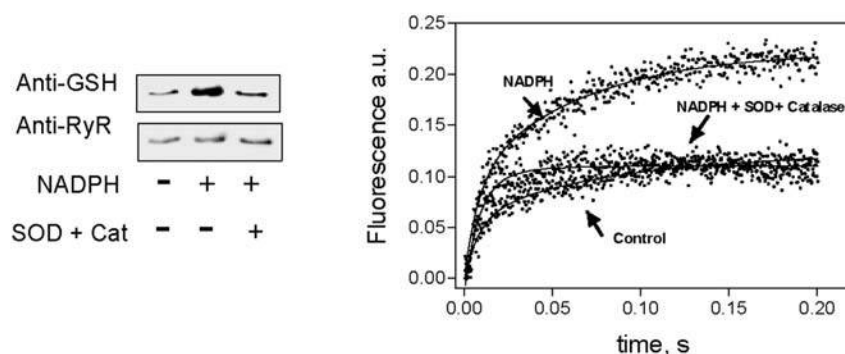 Anti-GSH
Anti-RyR
NADPH - + +
SOD + Cat - - +
Fluorescence a.u.
0.25
0.20
0.15
0.10
0.05
0.00
NADPH
NADPH + SOD+ Catalase
Control
0.00 0.05 0.10 0.15 0.20
time, s